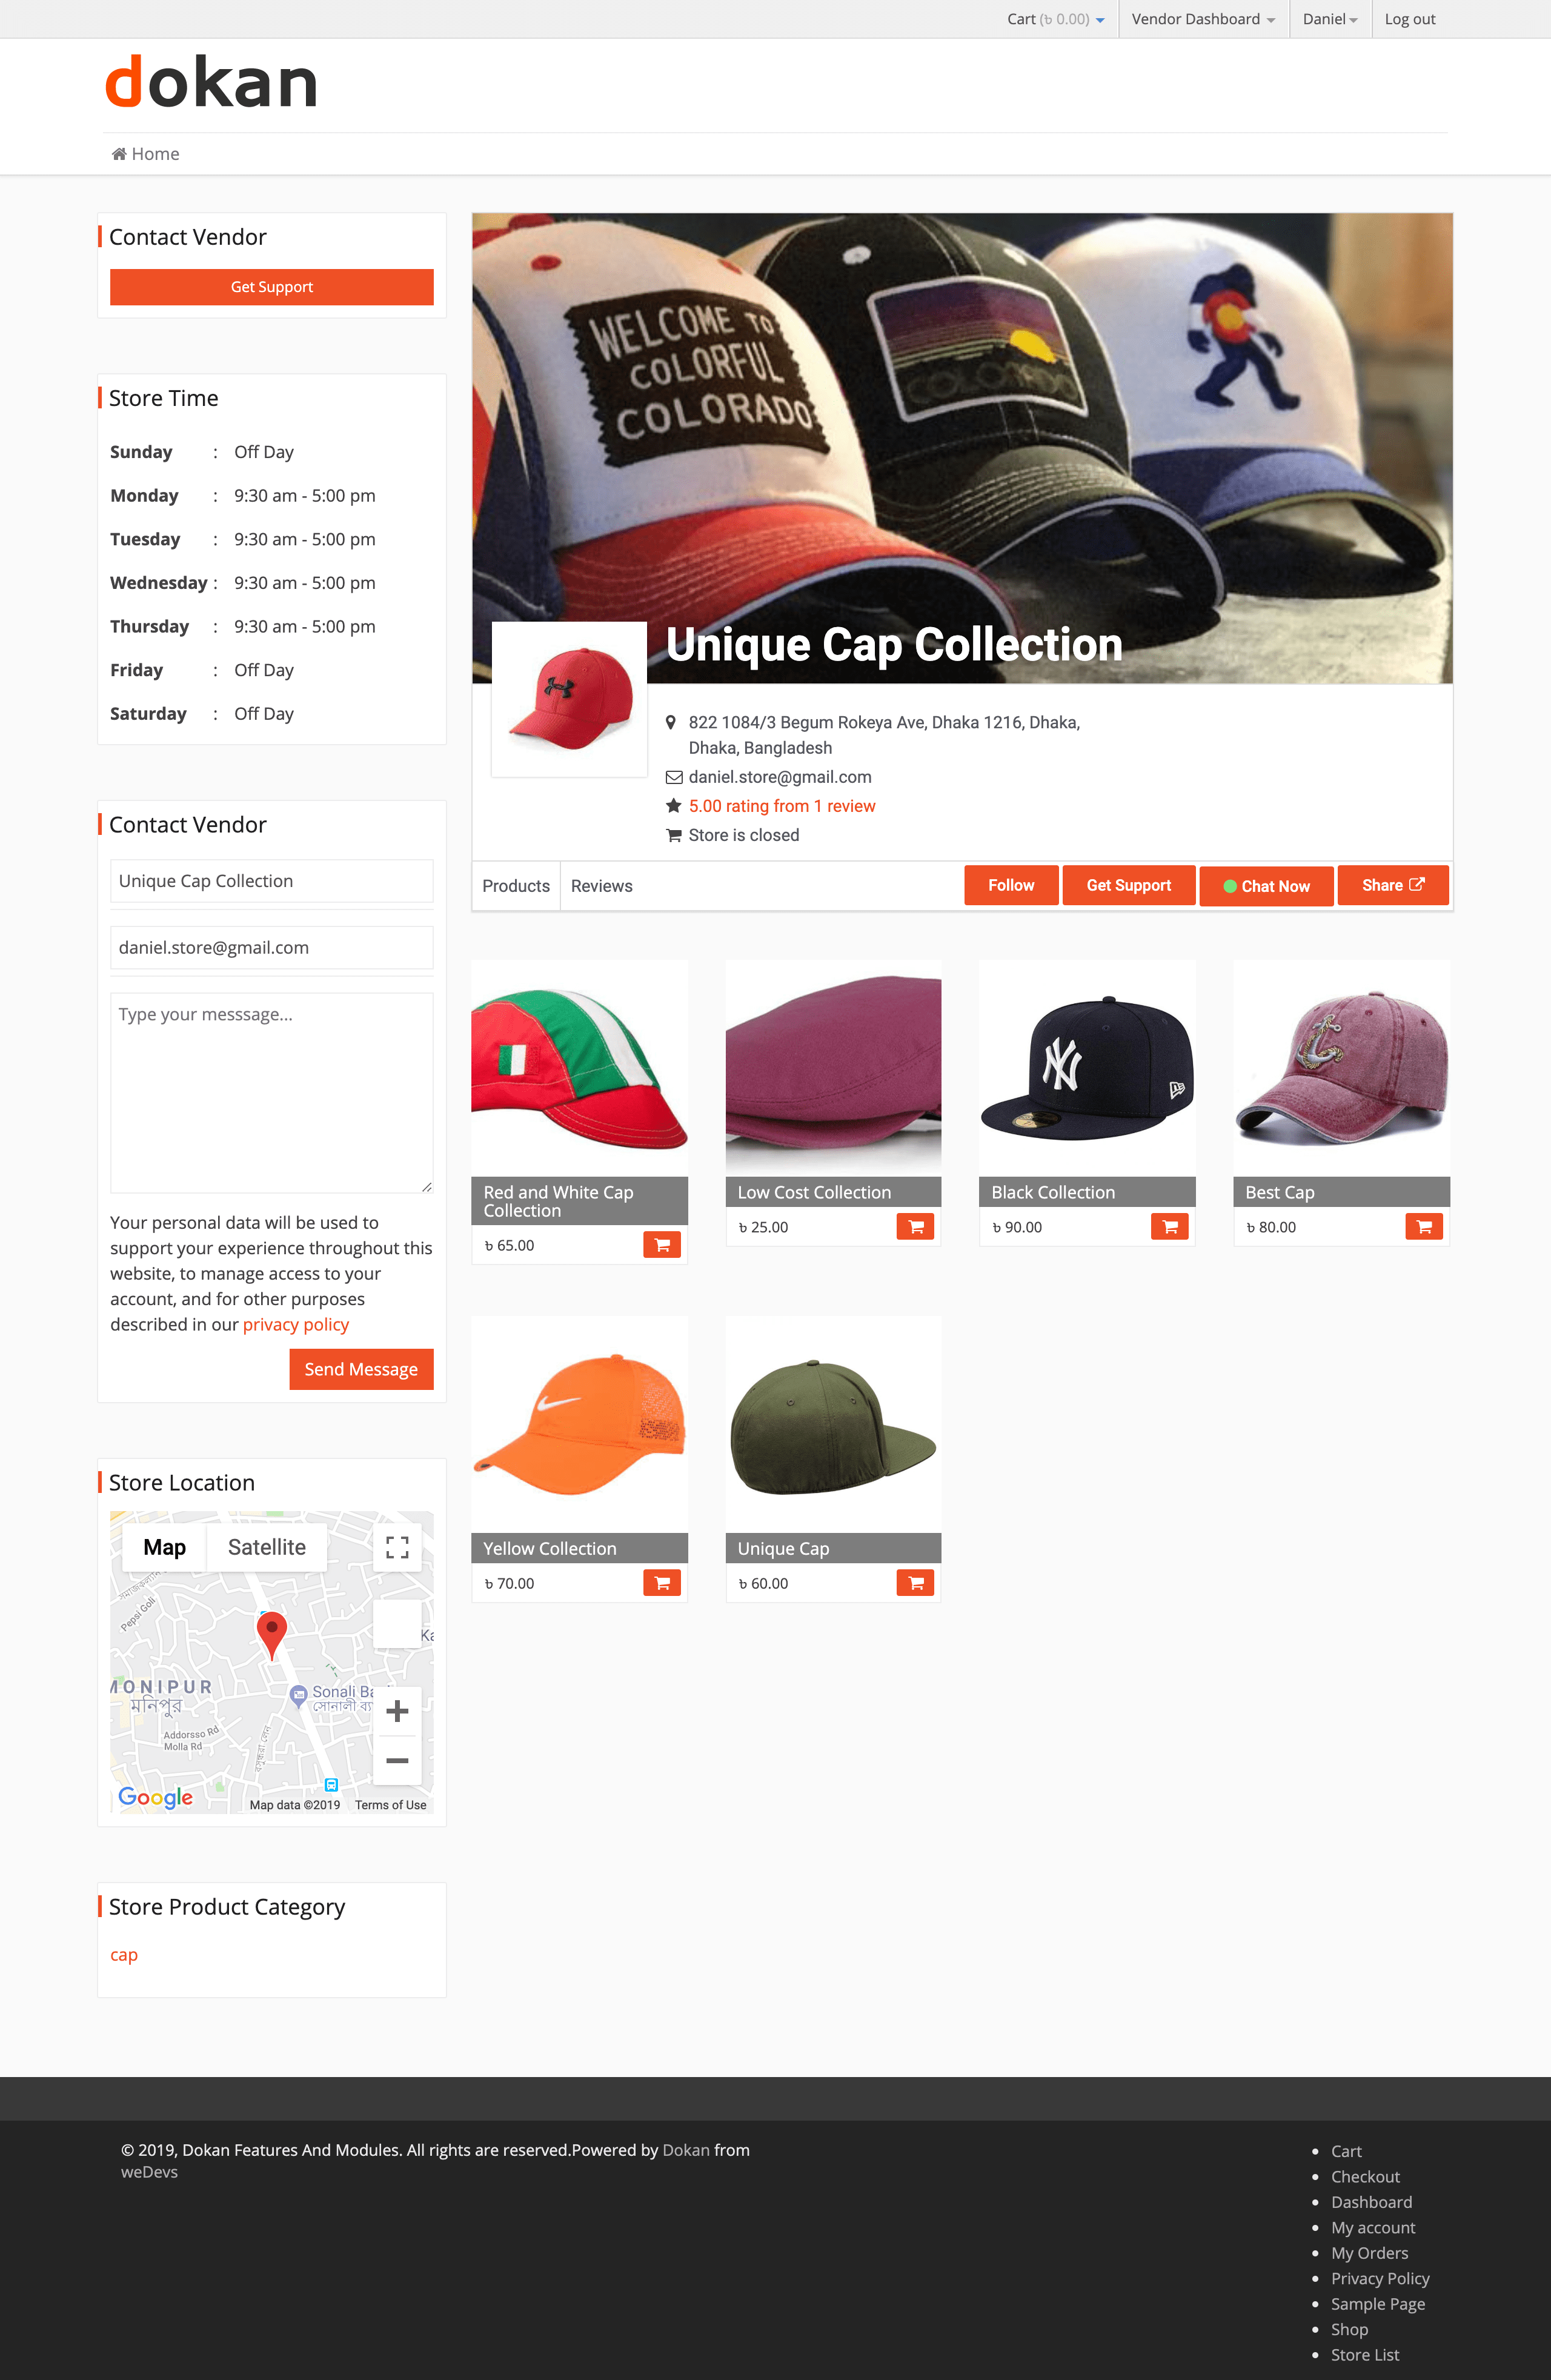 Cart (৳ 0.00)
Vendor Dashboard
Daniel
Log out
dokan
Home
Contact Vendor
Get Support
Store Time
Sunday : Off Day
Monday : 9:30 am - 5:00 pm
Tuesday : 9:30 am - 5:00 pm
Wednesday : 9:30 am - 5:00 pm
Thursday : 9:30 am - 5:00 pm
Friday : Off Day
Saturday : Off Day
Contact Vendor
Unique Cap Collection
daniel.store@gmail.com
Type your messsage...
Your personal data will be used to
support your experience throughout this
website, to manage access to your
account, and for other purposes
described in our privacy policy
Send Message
Store Location
Map
Satellite
Pepsi Goli
MONIPUR
মনিপুর
Sonali
সোনালী
Addorsso
Molla Rd
Google
Map data ©2019
Terms of Use
Store Product Category
cap
WELCOME TO
COLORFUL
COLORADO
COLORADO
Unique Cap Collection
822 1084/3 Begum Rokeya Ave, Dhaka 1216, Dhaka,
Dhaka, Bangladesh
daniel.store@gmail.com
5.00 rating from 1 review
Store is closed
Products
Reviews
Follow
Get Support
Chat Now
Share
NY
Red and White Cap
Collection
৳ 65.00
Low Cost Collection
৳ 25.00
Black Collection
৳ 90.00
Best Cap
৳ 80.00
Yellow Collection
৳ 70.00
Unique Cap
৳ 60.00
© 2019, Dokan Features And Modules. All rights are reserved.Powered by Dokan from
weDevs
Cart
Checkout
Dashboard
My account
My Orders
Privacy Policy
Sample Page
Shop
Store List